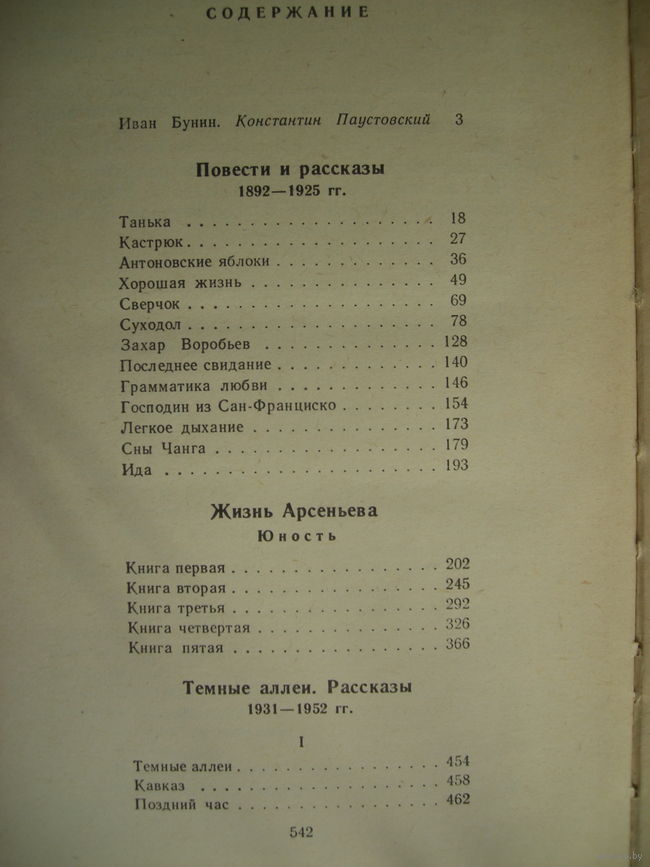 СОДЕРЖАНИЕ
Иван Бунин. Константин Паустовский 3
Повести и рассказы
1892—1925 гг.
Танька . . . . . . . . . . . . . . . . . . . . 18
Кастрюк . . . . . . . . . . . . . . . . . . . . 27
Антоновские яблоки . . . . . . . . . . . . . 36
Хорошая жизнь . . . . . . . . . . . . . . . 49
Сверчок . . . . . . . . . . . . . . . . . . . . 69
Суходол . . . . . . . . . . . . . . . . . . . . 78
Захар Воробьев . . . . . . . . . . . . . . 128
Последнее свидание . . . . . . . . . . . . . 140
Грамматика любви . . . . . . . . . . . . . 146
Господин из Сан-Франциско . . . . . . . . 154
Легкое дыхание . . . . . . . . . . . . . . . 173
Сны Чанга . . . . . . . . . . . . . . . . . . 179
Ида . . . . . . . . . . . . . . . . . . . . . . 193
Жизнь Арсеньева
Юность
Книга первая . . . . . . . . . . . . . . . . . 202
Книга вторая . . . . . . . . . . . . . . . . . 245
Книга третья . . . . . . . . . . . . . . . . . 292
Книга четвертая . . . . . . . . . . . . . . . 326
Книга пятая . . . . . . . . . . . . . . . . . 366
Темные аллеи. Рассказы
1931—1952 гг.
I
Темные аллеи . . . . . . . . . . . . . . . . . 454
Кавказ . . . . . . . . . . . . . . . . . . . . 458
Поздний час . . . . . . . . . . . . . . . . . 462
542